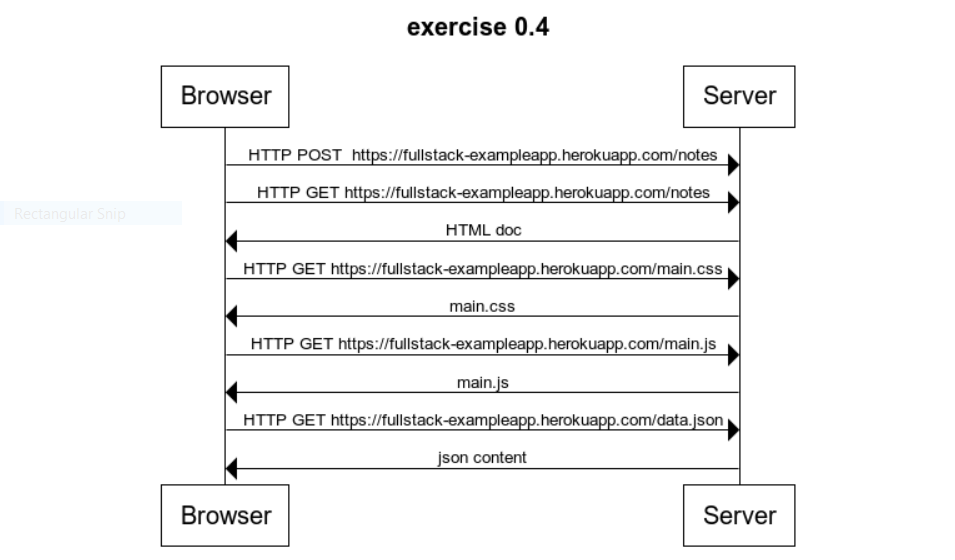 exercise 0.4
Browser
Server
HTTP POST  https://fullstack-exampleapp.herokuapp.com/notes
HTTP GET https://fullstack-exampleapp.herokuapp.com/notes
Rectangular Snip
HTML doc
HTTP GET https://fullstack-exampleapp.herokuapp.com/main.css
main.css
HTTP GET https://fullstack-exampleapp.herokuapp.com/main.js
main.js
HTTP GET https://fullstack-exampleapp.herokuapp.com/data.json
json content
Browser
Server